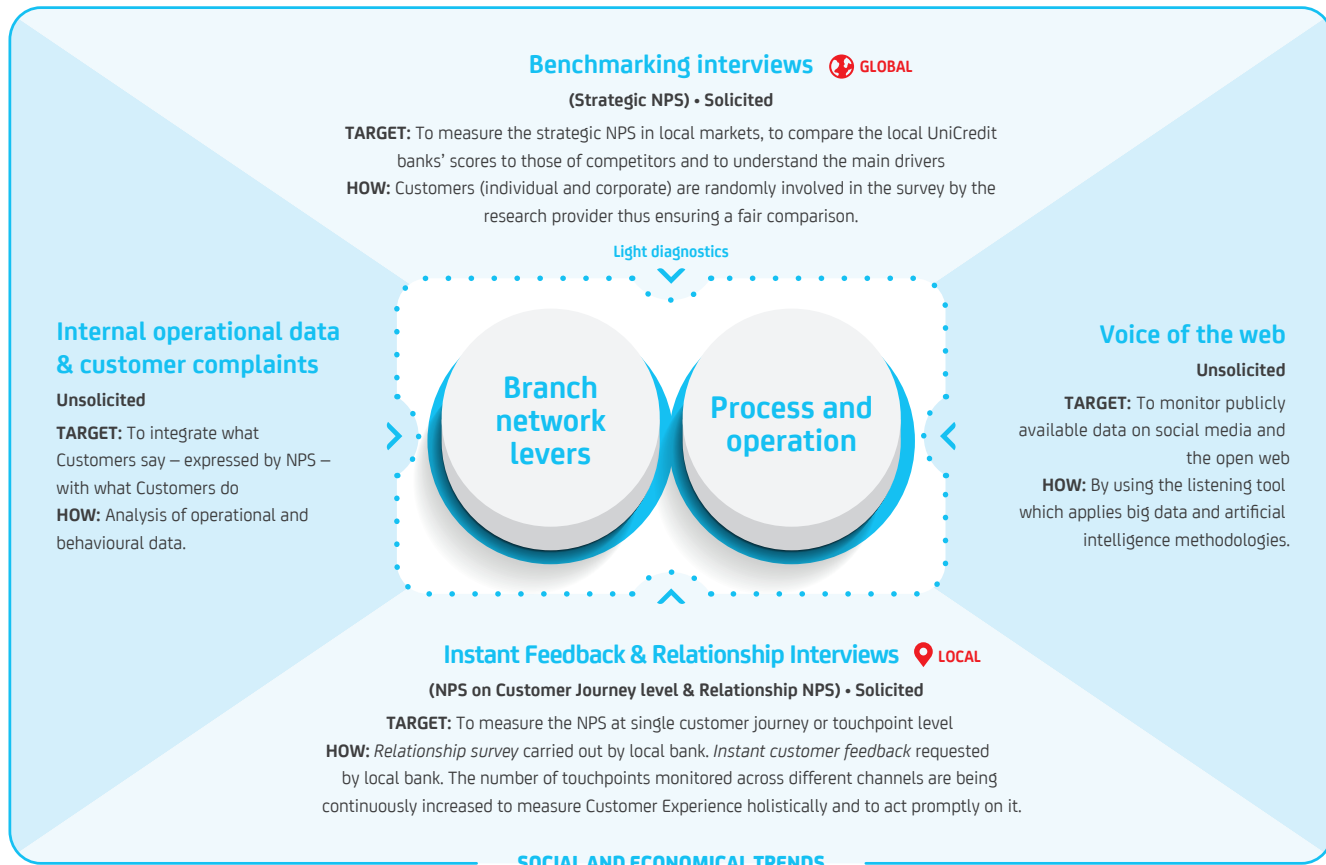 Benchmarking interviews GLOBAL
(Strategic NPS) • Solicited
TARGET: To measure the strategic NPS in local markets, to compare the local UniCredit
banks' scores to those of competitors and to understand the main drivers
HOW: Customers (individual and corporate) are randomly involved in the survey by the
research provider thus ensuring a fair comparison.
Light diagnostics
Internal operational data
& customer complaints
Unsolicited
TARGET: To integrate what
Customers say – expressed by NPS –
with what Customers do
HOW: Analysis of operational and
behavioural data.
Branch
network
levers
Process and
operation
Voice of the web
Unsolicited
TARGET: To monitor publicly
available data on social media and
the open web
HOW: By using the listening tool
which applies big data and artificial
intelligence methodologies.
Instant Feedback & Relationship Interviews LOCAL
(NPS on Customer Journey level & Relationship NPS) • Solicited
TARGET: To measure the NPS at single customer journey or touchpoint level
HOW: Relationship survey carried out by local bank. Instant customer feedback requested
by local bank. The number of touchpoints monitored across different channels are being
continuously increased to measure Customer Experience holistically and to act promptly on it.
SOCIAL AND ECONOMICAL TRENDS